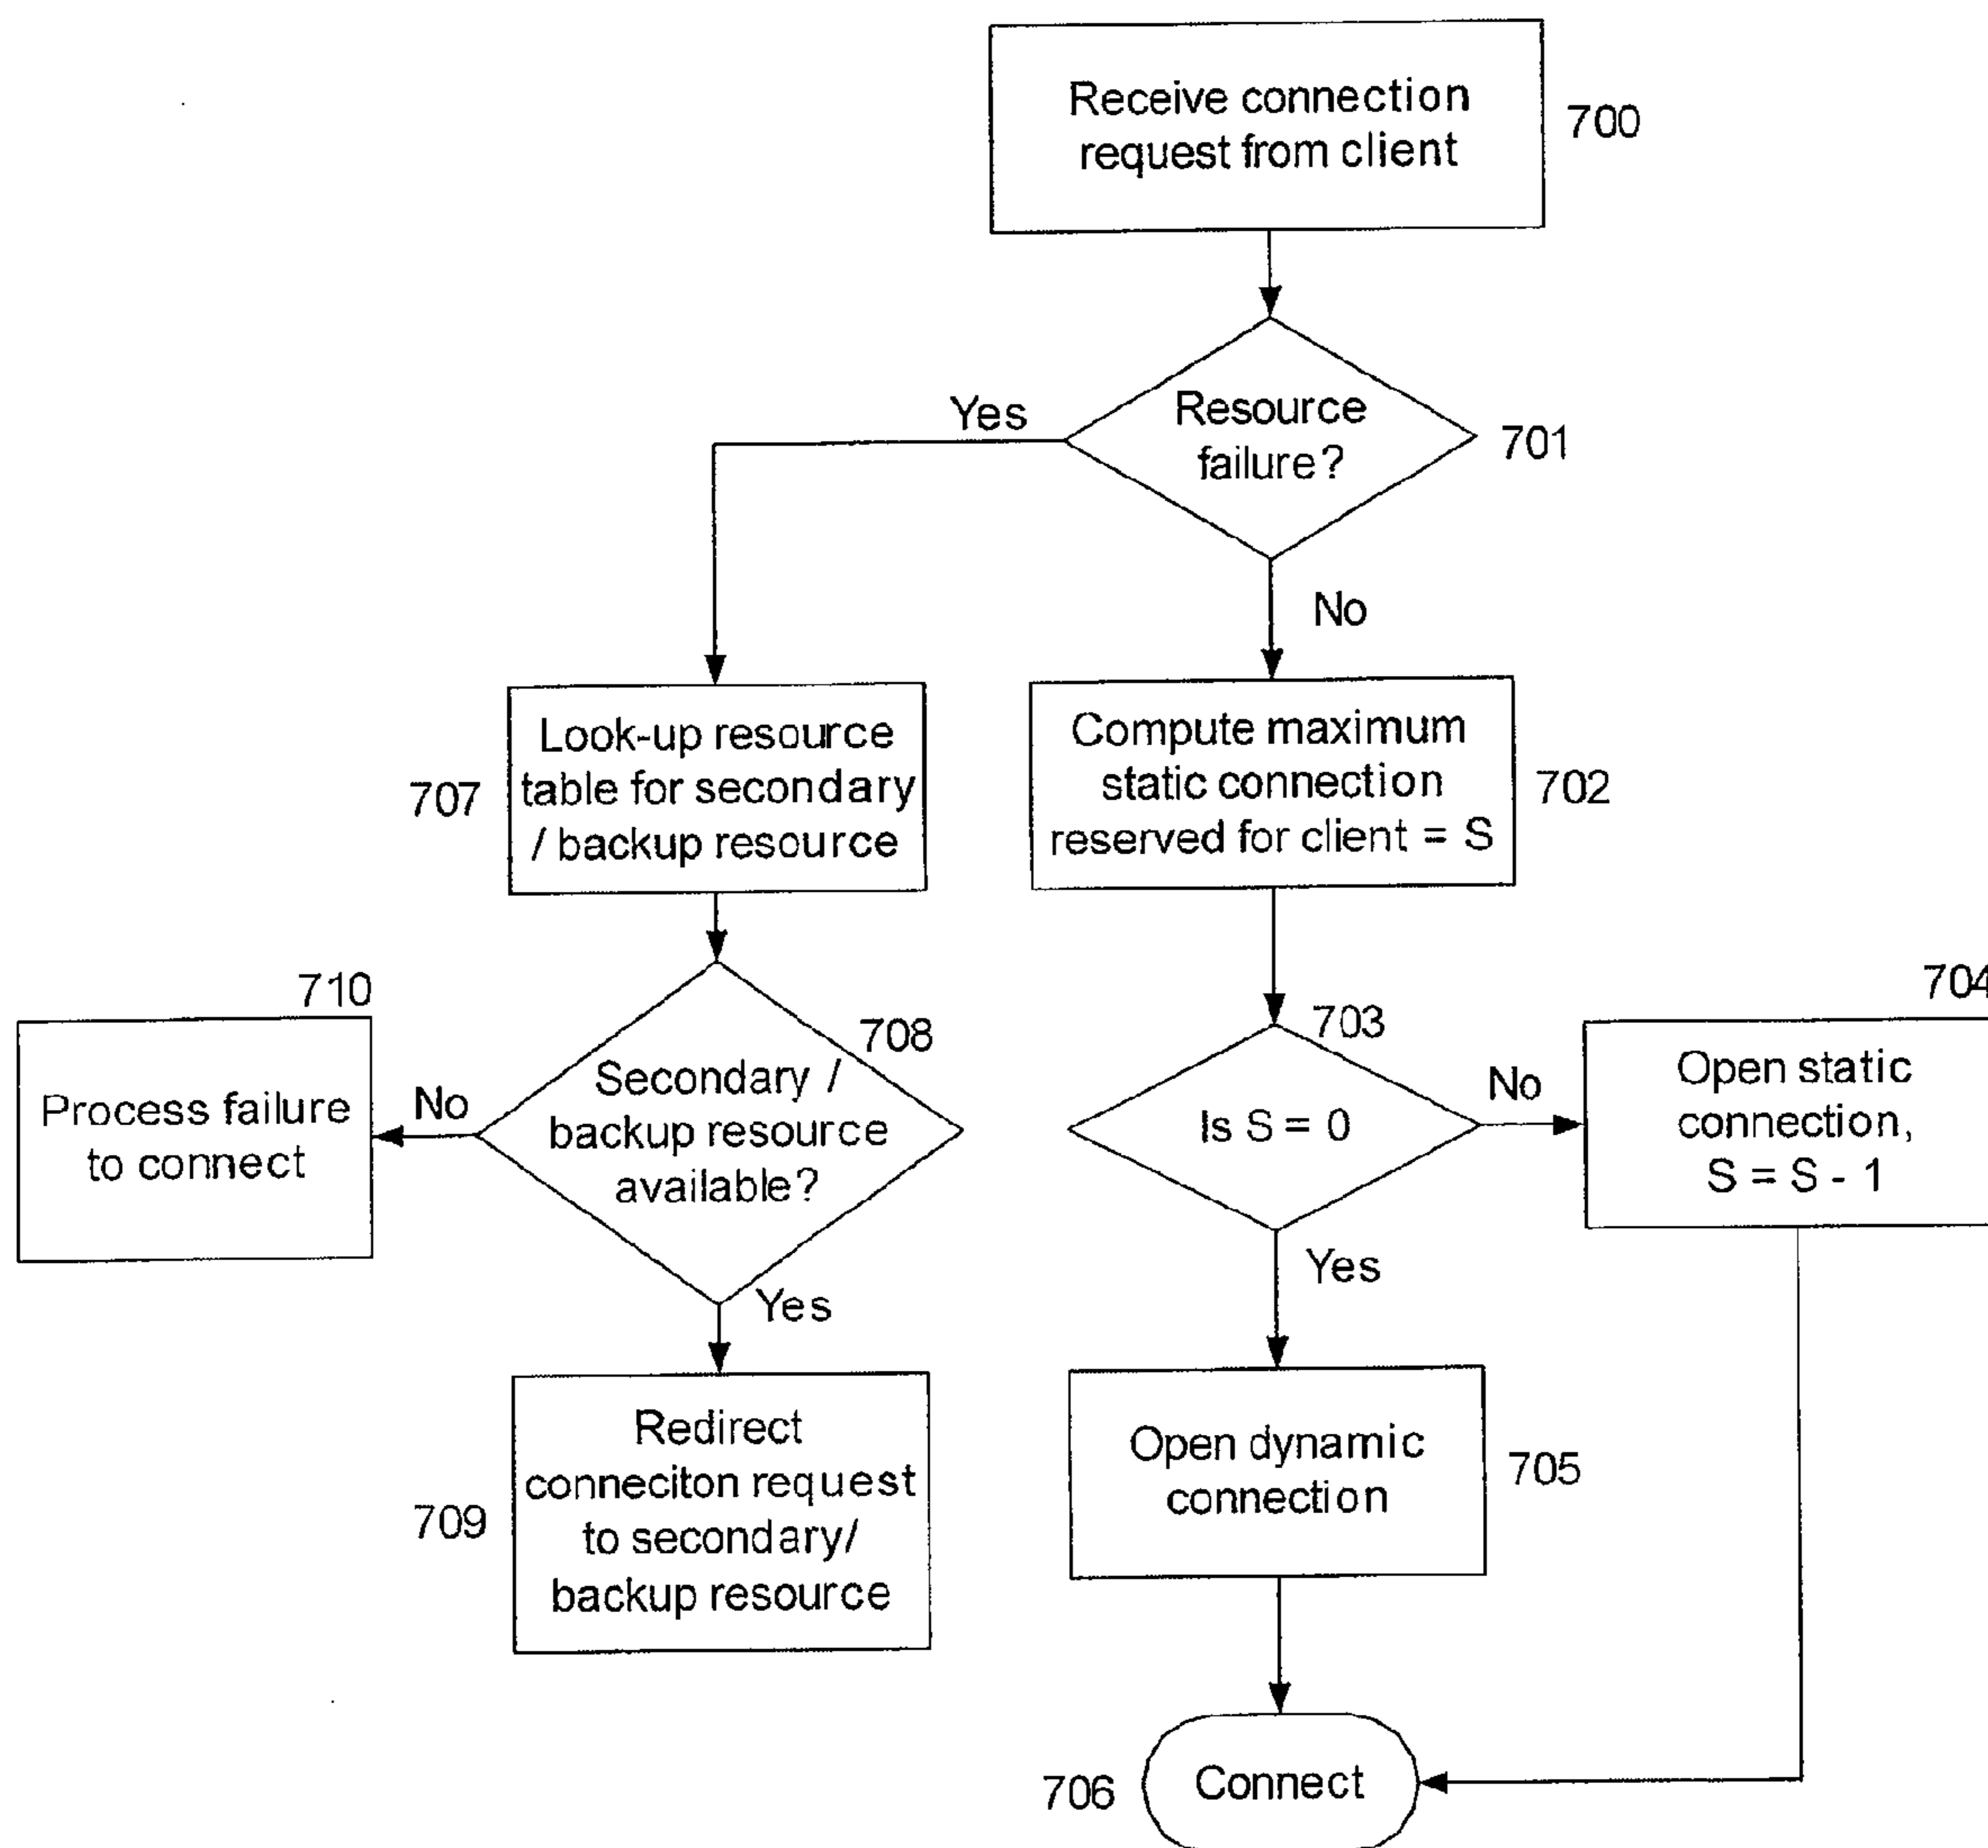 Receive connection
request from client
700
Resource
failure?
701
Yes
No
Look-up resource
table for secondary
/ backup resource
707
Compute maximum
static connection
reserved for client = S
702
710
Process failure
to connect
No
708
Secondary /
backup resource
available?
Yes
703
Is S = 0
No
Yes
704
Open static
connection,
S = S - 1
Redirect
conneciton request
to secondary/
backup resource
709
Open dynamic
connection
705
706
Connect